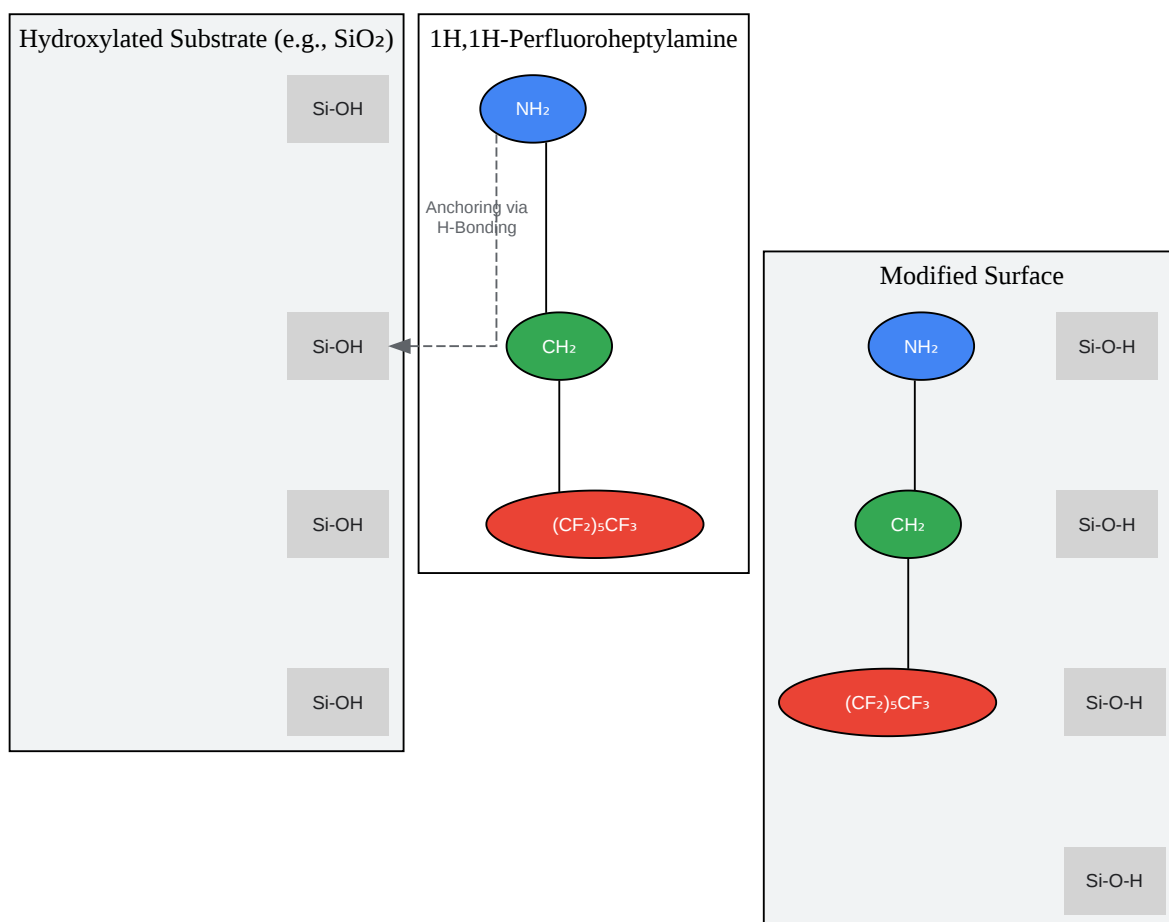 Hydroxylated Substrate (e.g., SiO₂)
Si-OH
Si-OH
Si-OH
Si-OH
1H,1H-Perfluoroheptylamine
NH₂
Anchoring via
H-Bonding
CH₂
(CF₂)₅CF₃
Modified Surface
NH₂
CH₂
(CF₂)₅CF₃
Si-O-H
Si-O-H
Si-O-H
Si-O-H